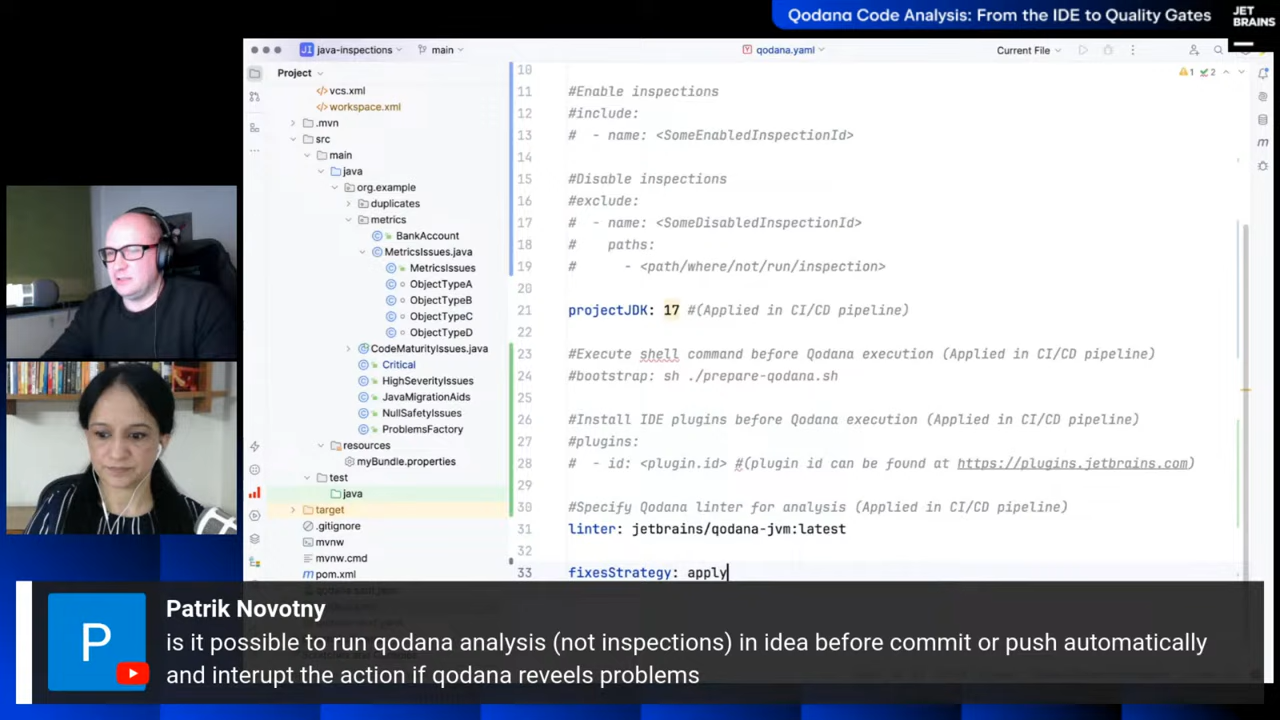 Qodana Code Analysis: From the IDE to Quality Gates
JET
BRAINS
JI java-inspections
main
qodana.yaml
Current File
Project
vcs.xml
workspace.xml
.mvn
src
main
java
org.example
duplicates
metrics
BankAccount
MetricsIssues.java
MetricsIssues
ObjectTypeA
ObjectTypeB
ObjectTypeC
ObjectTypeD
CodeMaturityIssues.java
Critical
HighSeverityIssues
JavaMigrationAids
NullSafetyIssues
ProblemsFactory
resources
myBundle.properties
test
java
target
.gitignore
mvnw
mvnw.cmd
pom.xml
1 2
10
11 #Enable inspections
12 #include:
13 #  - name: <SomeEnabledInspectionId>
14
15 #Disable inspections
16 #exclude:
17 #  - name: <SomeDisabledInspectionId>
18 #    paths:
19 #      - <path/where/not/run/inspection>
20
21 projectJDK: 17 #(Applied in CI/CD pipeline)
22
23 #Execute shell command before Qodana execution (Applied in CI/CD pipeline)
24 #bootstrap: sh ./prepare-qodana.sh
25
26 #Install IDE plugins before Qodana execution (Applied in CI/CD pipeline)
27 #plugins:
28 #  - id: <plugin.id> #(plugin id can be found at https://plugins.jetbrains.com)
29
30 #Specify Qodana linter for analysis (Applied in CI/CD pipeline)
31 linter: jetbrains/qodana-jvm:latest
32
33 fixesStrategy: apply
P
Patrik Novotny
is it possible to run qodana analysis (not inspections) in idea before commit or push automatically
and interupt the action if qodana reveels problems